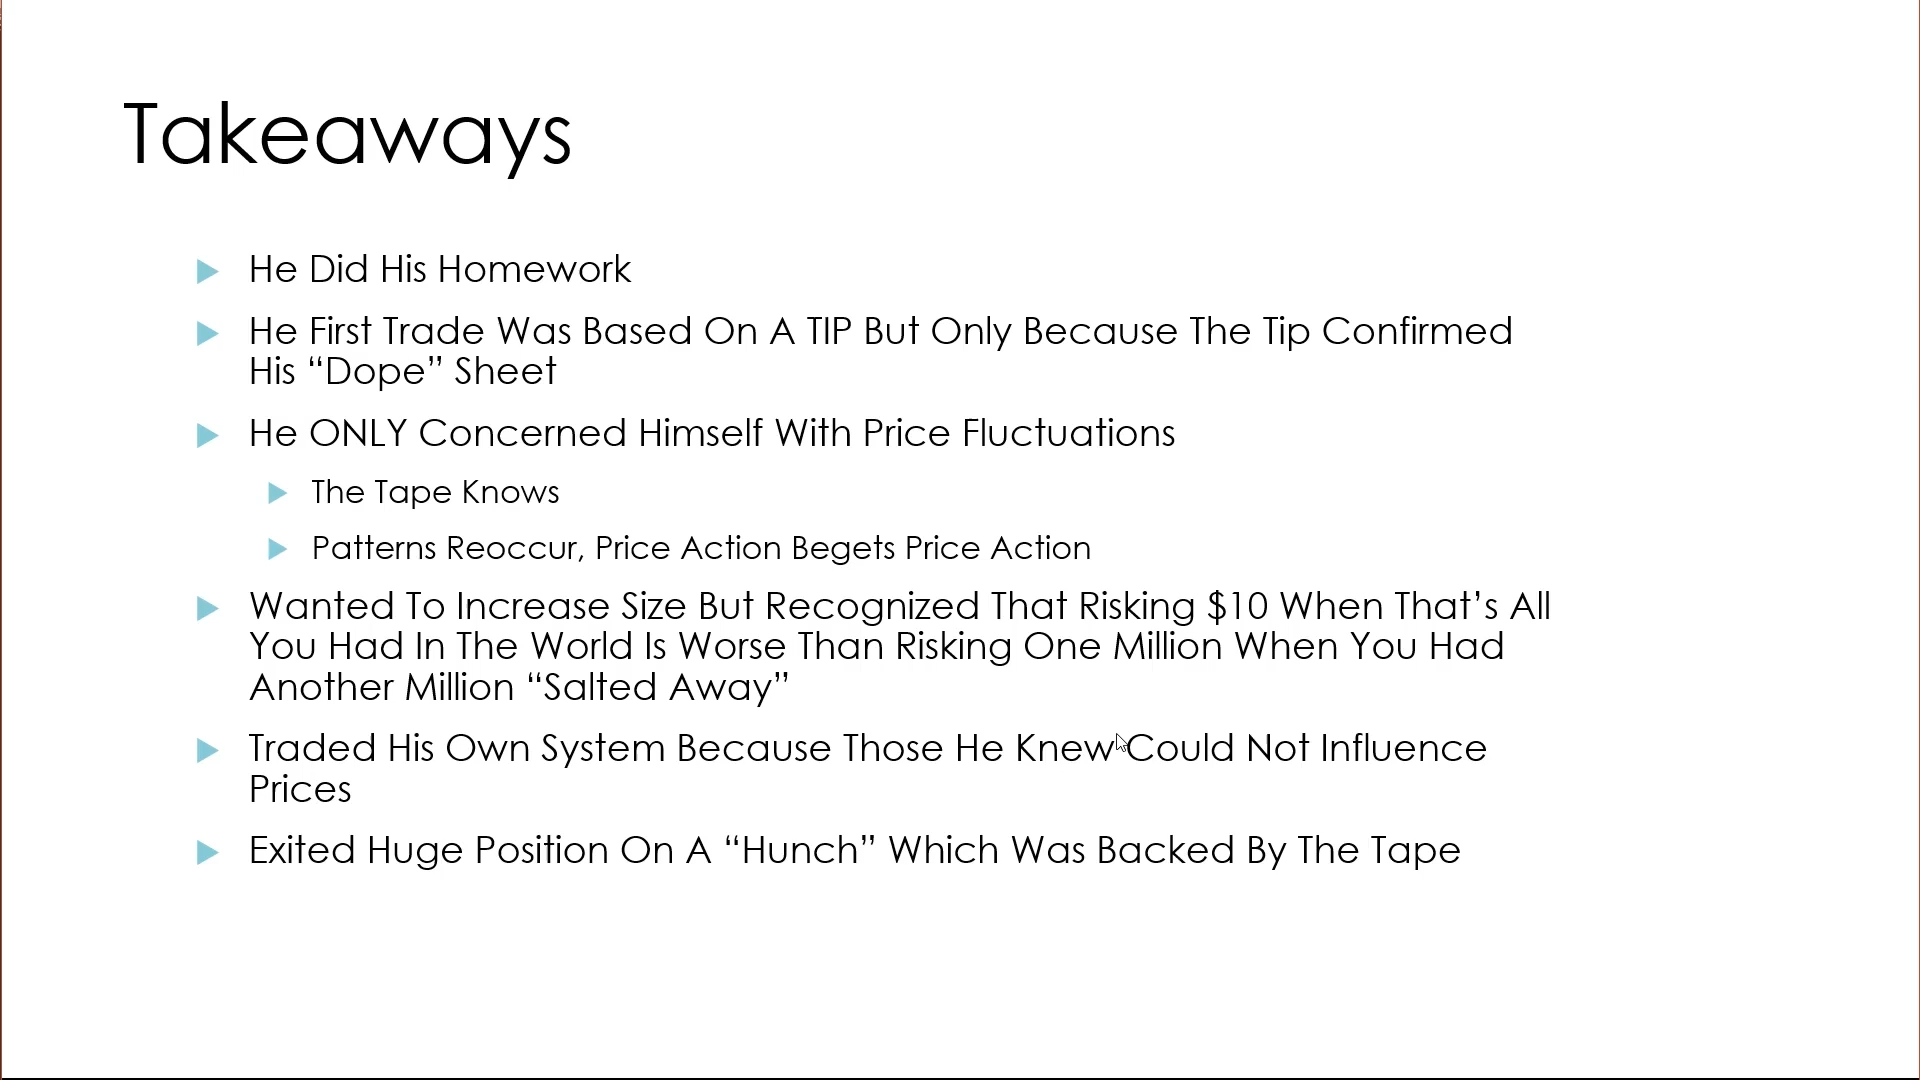 Takeaways
He Did His Homework
He First Trade Was Based On A TIP But Only Because The Tip Confirmed
His “Dope” Sheet
He ONLY Concerned Himself With Price Fluctuations
The Tape Knows
Patterns Reoccur, Price Action Begets Price Action
Wanted To Increase Size But Recognized That Risking $10 When That’s All
You Had In The World Is Worse Than Risking One Million When You Had
Another Million “Salted Away”
Traded His Own System Because Those He Knew Could Not Influence
Prices
Exited Huge Position On A “Hunch” Which Was Backed By The Tape